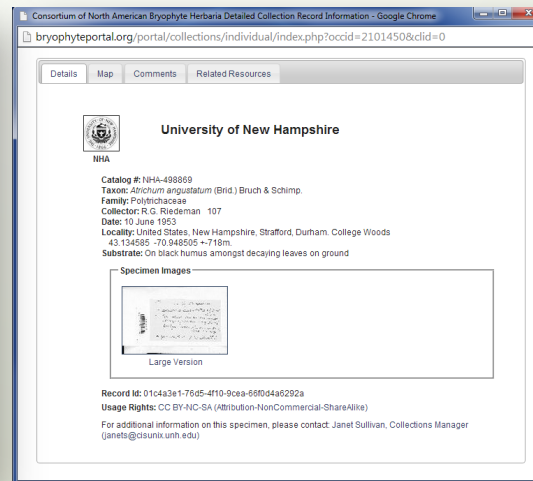 Consortium of North American Bryophyte Herbaria Detailed Collection Record Information - Google Chrome
bryophyteportal.org/portal/collections/individual/index.php?occid=2101450&clid=0
Details Map Comments Related Resources
University of New Hampshire
NHA
Catalog #: NHA-498869
Taxon: Atrichum angustatum (Brid.) Bruch & Schimp.
Family: Polytrichaceae
Collector: R.G. Riedeman 107
Date: 10 June 1953
Locality: United States, New Hampshire, Strafford, Durham. College Woods
43.134585 -70.948505 +-718m.
Substrate: On black humus amongst decaying leaves on ground
Specimen Images
Large Version
Record Id: 01c4a3e1-76d5-4f10-9cea-66f0d4a6292a
Usage Rights: CC BY-NC-SA (Attribution-NonCommercial-ShareAlike)
For additional information on this specimen, please contact: Janet Sullivan, Collections Manager
(janets@cisunix.unh.edu)